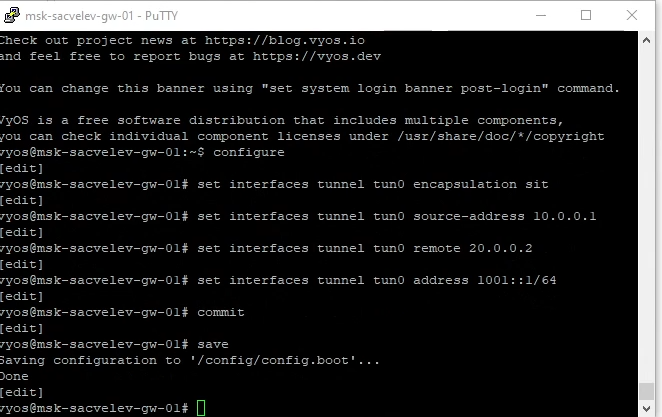 msk-sacvelev-gw-01 - PuTTY
Check out project news at https://blog.vyos.io
and feel free to report bugs at https://vyos.dev
You can change this banner using "set system login banner post-login" command.
VyOS is a free software distribution that includes multiple components,
you can check individual component licenses under /usr/share/doc/*/copyright
vyos@msk-sacvelev-gw-01:~$ configure
[edit]
vyos@msk-sacvelev-gw-01# set interfaces tunnel tun0 encapsulation sit
[edit]
vyos@msk-sacvelev-gw-01# set interfaces tunnel tun0 source-address 10.0.0.1
[edit]
vyos@msk-sacvelev-gw-01# set interfaces tunnel tun0 remote 20.0.0.2
[edit]
vyos@msk-sacvelev-gw-01# set interfaces tunnel tun0 address 1001::1/64
[edit]
vyos@msk-sacvelev-gw-01# commit
[edit]
vyos@msk-sacvelev-gw-01# save
Saving configuration to '/config/config.boot'...
Done
[edit]
vyos@msk-sacvelev-gw-01#